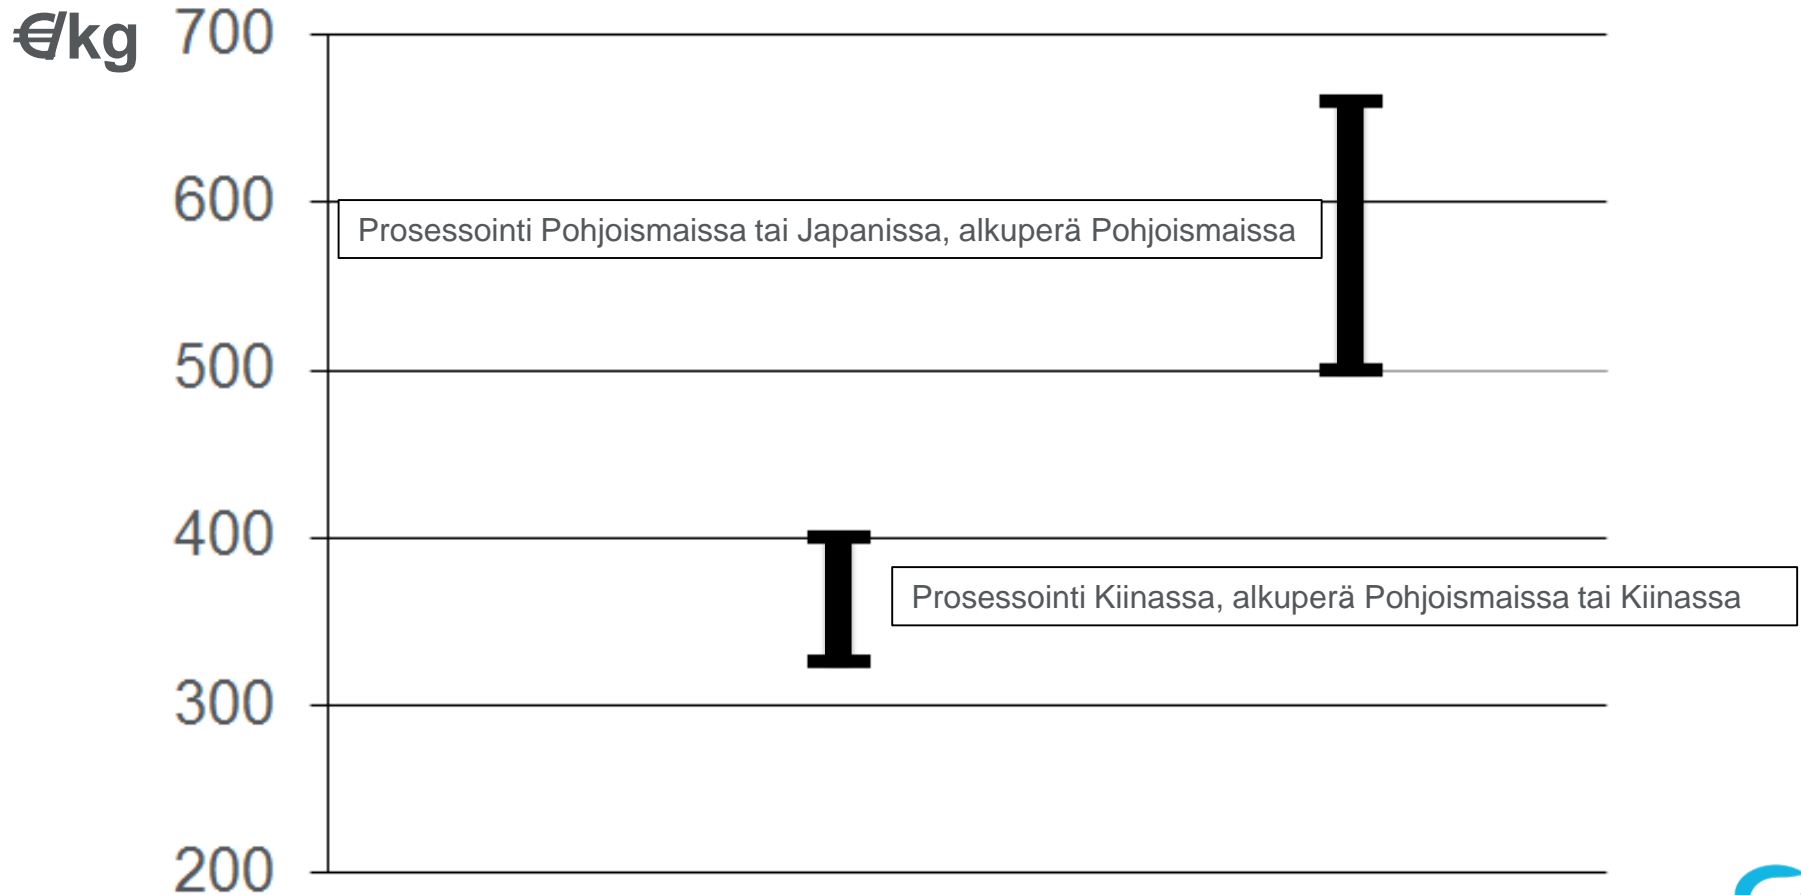 €/kg
700
600
Prosessointi Pohjoismaissa tai Japanissa, alkuperä Pohjoismaissa
500
400
Prosessointi Kiinassa, alkuperä Pohjoismaissa tai Kiinassa
300
200